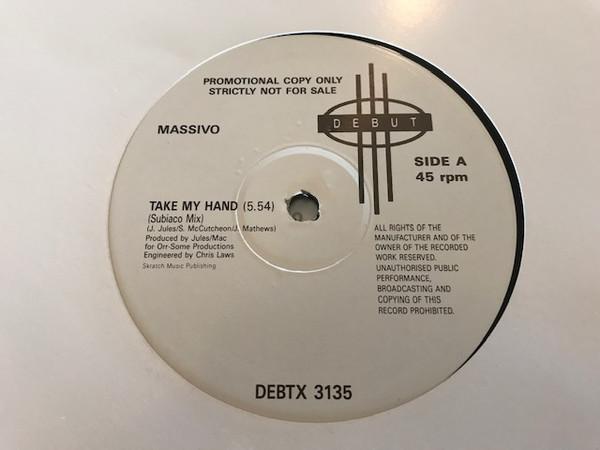 PROMOTIONAL COPY ONLY
STRICTLY NOT FOR SALE
DEBUT
MASSIVO
SIDE A
45 rpm
TAKE MY HAND (5.54)
(Subiaco Mix)
(J. Jules/S. McCutcheon/J. Mathews)
Produced by Jules/Mac
for Orr-Some Productions
Engineered by Chris Laws
Skratch Music Publishing
ALL RIGHTS OF THE
MANUFACTURER AND OF THE
OWNER OF THE RECORDED
WORK RESERVED.
UNAUTHORISED PUBLIC
PERFORMANCE,
BROADCASTING AND
COPYING OF THIS
RECORD PROHIBITED.
DEBTX 3135